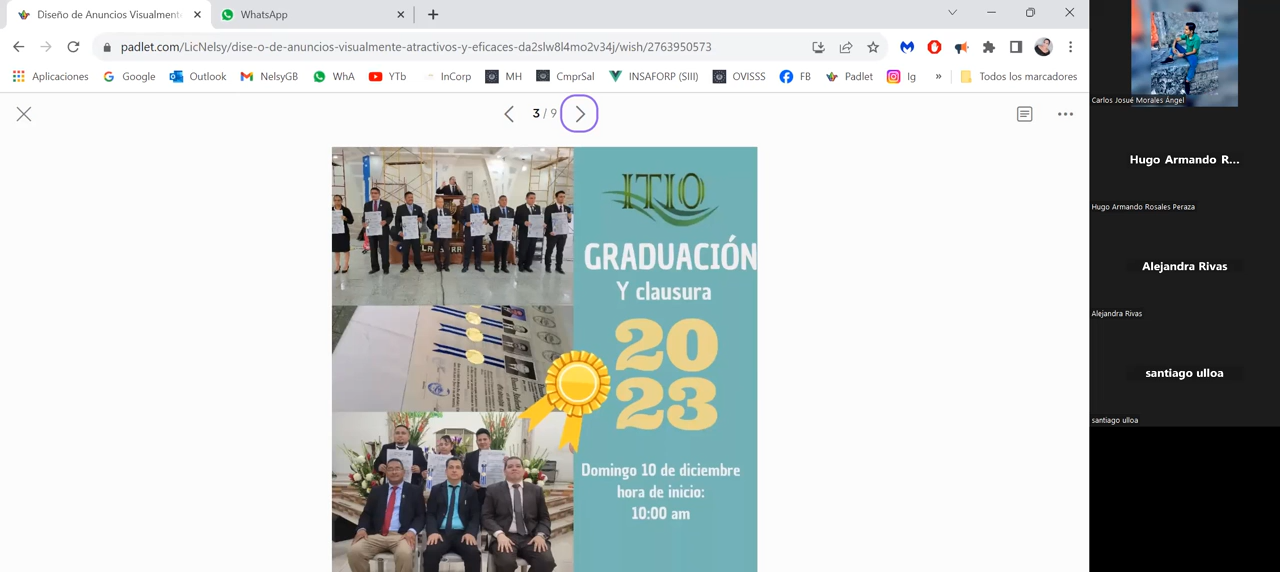 Diseño de Anuncios Visualment
WhatsApp
padlet.com/LicNelsy/dise-o-de-anuncios-visualmente-atractivos-y-eficaces-da2slw8l4mo2v34j/wish/2763950573
Aplicaciones
Google
Outlook
NelsyGB
WhA
YTb
InCorp
MH
CmprSal
INSAFORP (SIII)
OVISSS
FB
Padlet
Ig
»
Todos los marcadores
3 / 9
ITIO
GRADUACIÓN
Y clausura
20
23
Domingo 10 de diciembre
hora de inicio:
10:00 am
Carlos Josué Morales Ángel
Hugo Armando R...
Hugo Armando Rosales Peraza
Alejandra Rivas
Alejandra Rivas
santiago ulloa
santiago ulloa